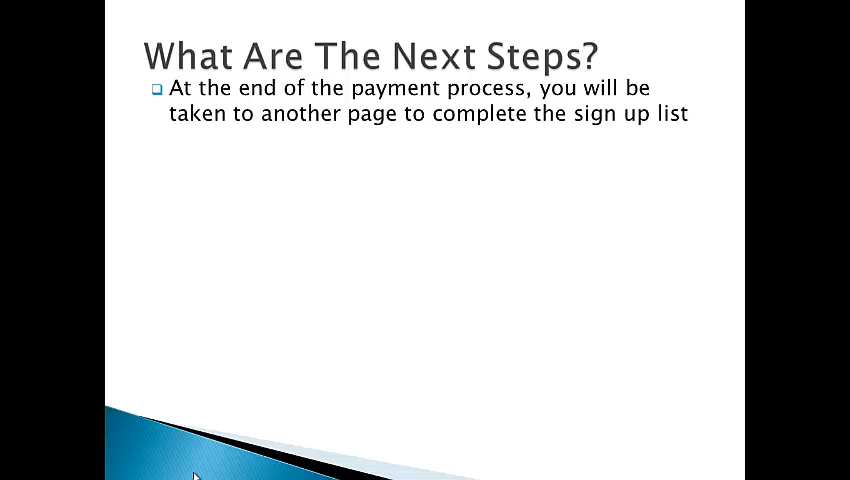 What Are The Next Steps?
At the end of the payment process, you will be
taken to another page to complete the sign up list